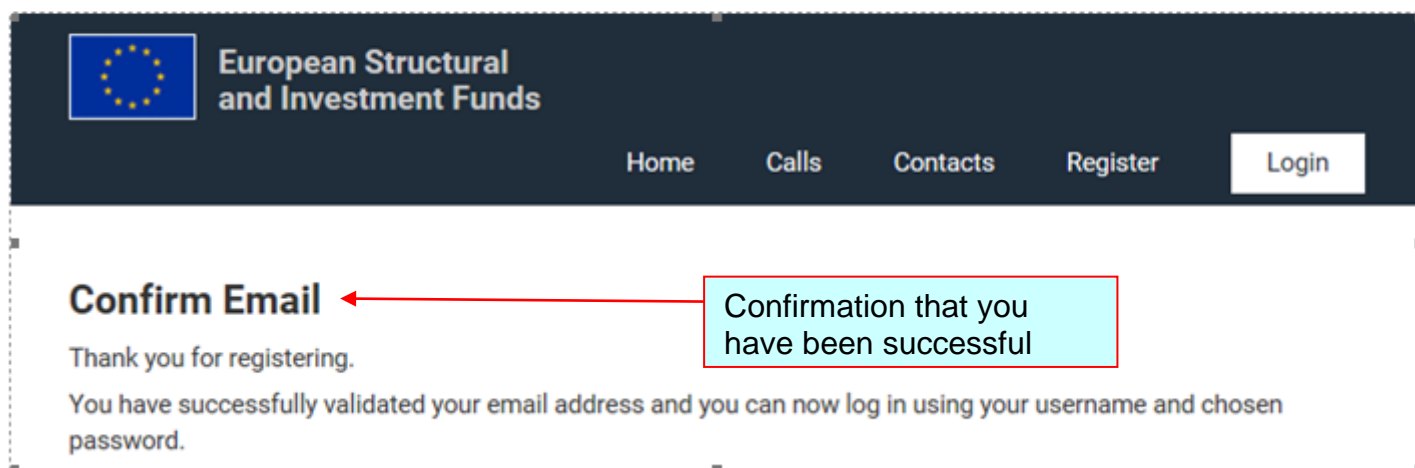 European Structural
and Investment Funds
Home Calls Contacts Register Login
Confirm Email
Confirmation that you
have been successful
Thank you for registering.
You have successfully validated your email address and you can now log in using your username and chosen
password.